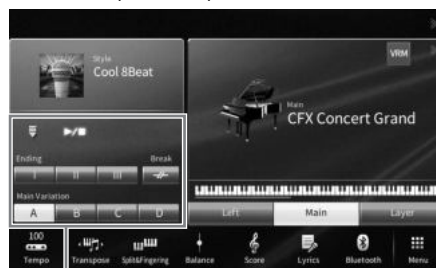 Style
Cool 8Beat
VRM
Main
CFX Concert Grand
Ending
Break
I
II
III
Main Variation
A
B
C
D
Left
Main
Layer
100
Tempo
Transpose
Split&Fingering
Balance
Score
Lyrics
Bluetooth
Menu